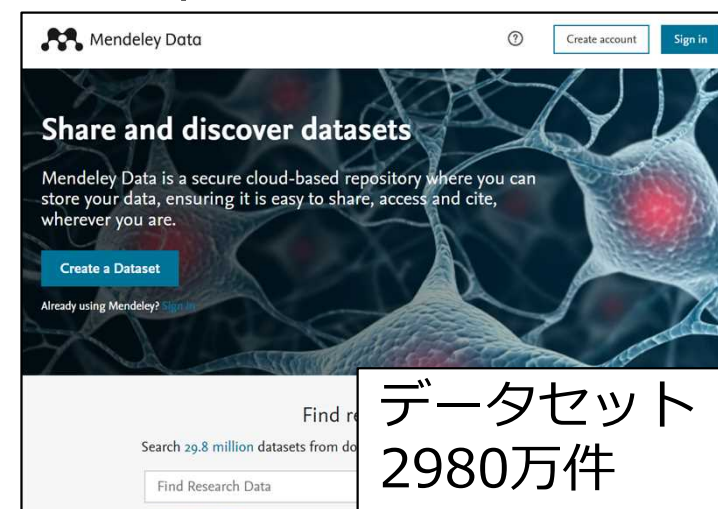 Mendeley Data
?
Create account
Sign in
Share and discover datasets
Mendeley Data is a secure cloud-based repository where you can
store your data, ensuring it is easy to share, access and cite,
wherever you are.
Create a Dataset
Already using Mendeley? Sign in
Find
Search 29.8 million datasets from
Find Research Data
データセット
2980万件